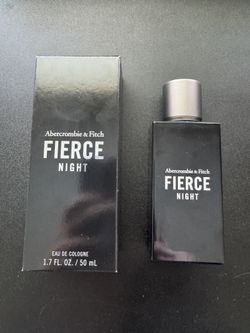 Abercrombie & Fitch
FIERCE
NIGHT
EAU DE COLOGNE
1.7 FL. OZ. / 50 mL
Abercrombie & Fitch
FIERCE
NIGHT